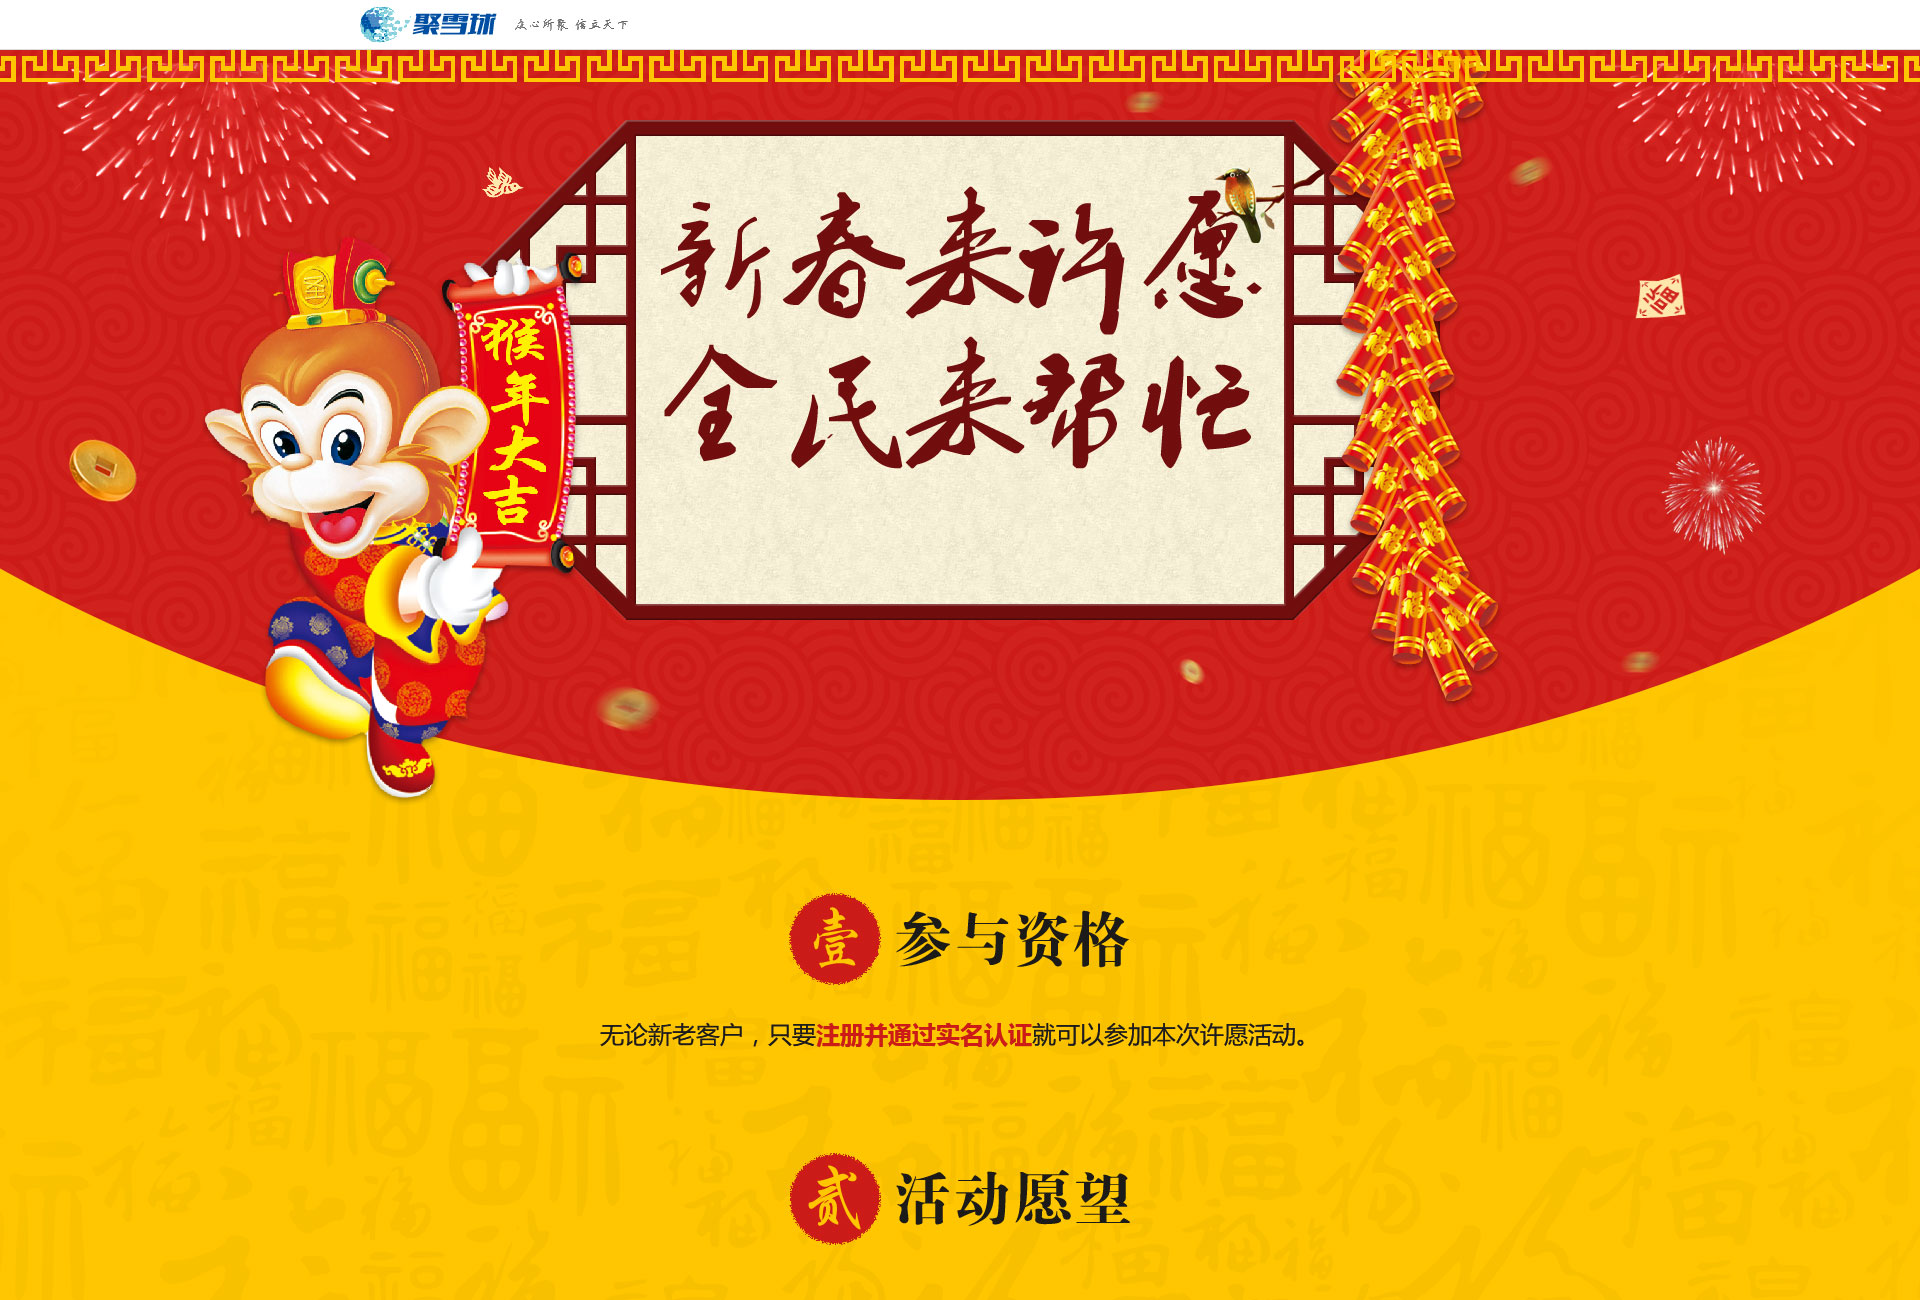 聚雪球 众心所聚 信立天下
新春来许愿
全民来帮忙
猴年大吉
福
壹 参与资格
无论新老客户，只要注册并通过实名认证就可以参加本次许愿活动。
贰 活动愿望